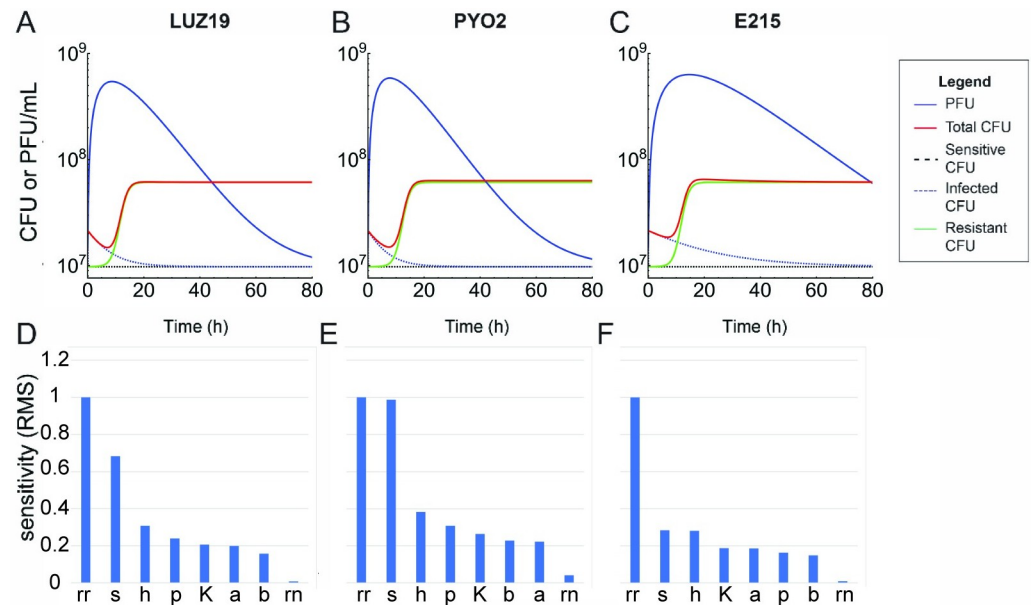 A LUZ19
B PYO2
C E215
CFU or PFU/mL
10⁹ 10⁹ 10⁹
10⁸ 10⁸ 10⁸
10⁷ 10⁷ 10⁷
0 20 40 60 80 0 20 40 60 80 0 20 40 60 80
Time (h) Time (h) Time (h)
Legend
PFU
Total CFU
Sensitive
CFU
Infected
CFU
Resistant
CFU
D E F
sensitivity (RMS)
1.2
1
0.8
0.6
0.4
0.2
0
rr s h p K a b rn
rr s h p K b a rn
rr s h K a p b rn